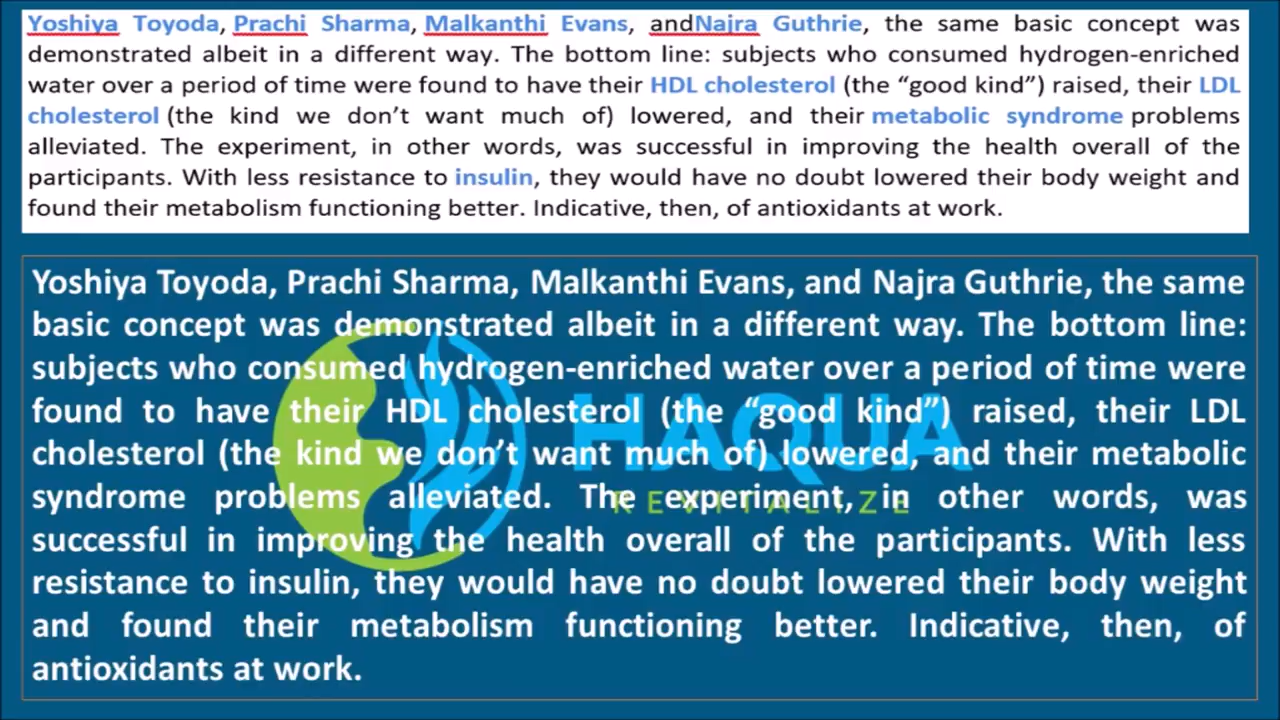 Yoshiya Toyoda, Prachi Sharma, Malkanthi Evans, andNajra Guthrie, the same basic concept was
demonstrated albeit in a different way. The bottom line: subjects who consumed hydrogen-enriched
water over a period of time were found to have their HDL cholesterol (the “good kind”) raised, their LDL
cholesterol (the kind we don’t want much of) lowered, and their metabolic syndrome problems
alleviated. The experiment, in other words, was successful in improving the health overall of the
participants. With less resistance to insulin, they would have no doubt lowered their body weight and
found their metabolism functioning better. Indicative, then, of antioxidants at work.
Yoshiya Toyoda, Prachi Sharma, Malkanthi Evans, and Najra Guthrie, the same
basic concept was demonstrated albeit in a different way. The bottom line:
subjects who consumed hydrogen-enriched water over a period of time were
found to have their HDL cholesterol (the “good kind”) raised, their LDL
cholesterol (the kind we don’t want much of) lowered, and their metabolic
syndrome problems alleviated. The experiment, in other words, was
successful in improving the health overall of the participants. With less
resistance to insulin, they would have no doubt lowered their body weight
and found their metabolism functioning better. Indicative, then, of
antioxidants at work.
HAQUA
REVITALIZE